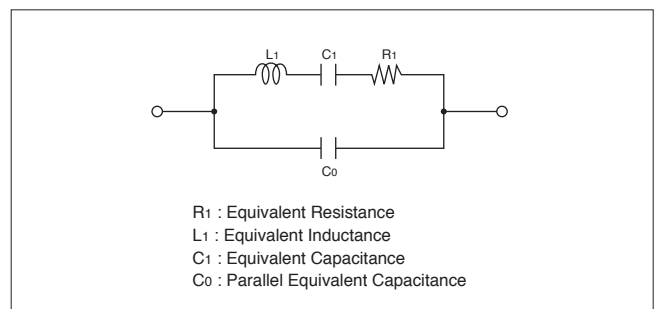 L1 C1 R1
C0
R1 : Equivalent Resistance
L1 : Equivalent Inductance
C1 : Equivalent Capacitance
C0 : Parallel Equivalent Capacitance